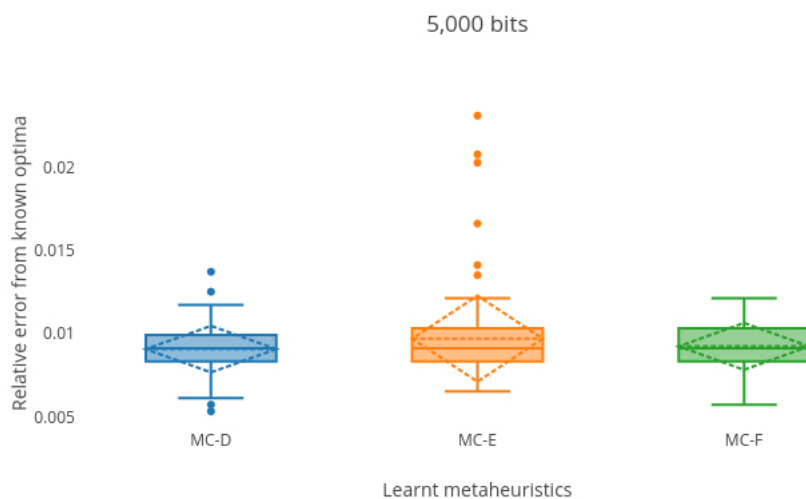 5,000 bits
Relative error from known optima
0.02
0.015
0.01
0.005
MC-D
MC-E
MC-F
Learnt metaheuristics